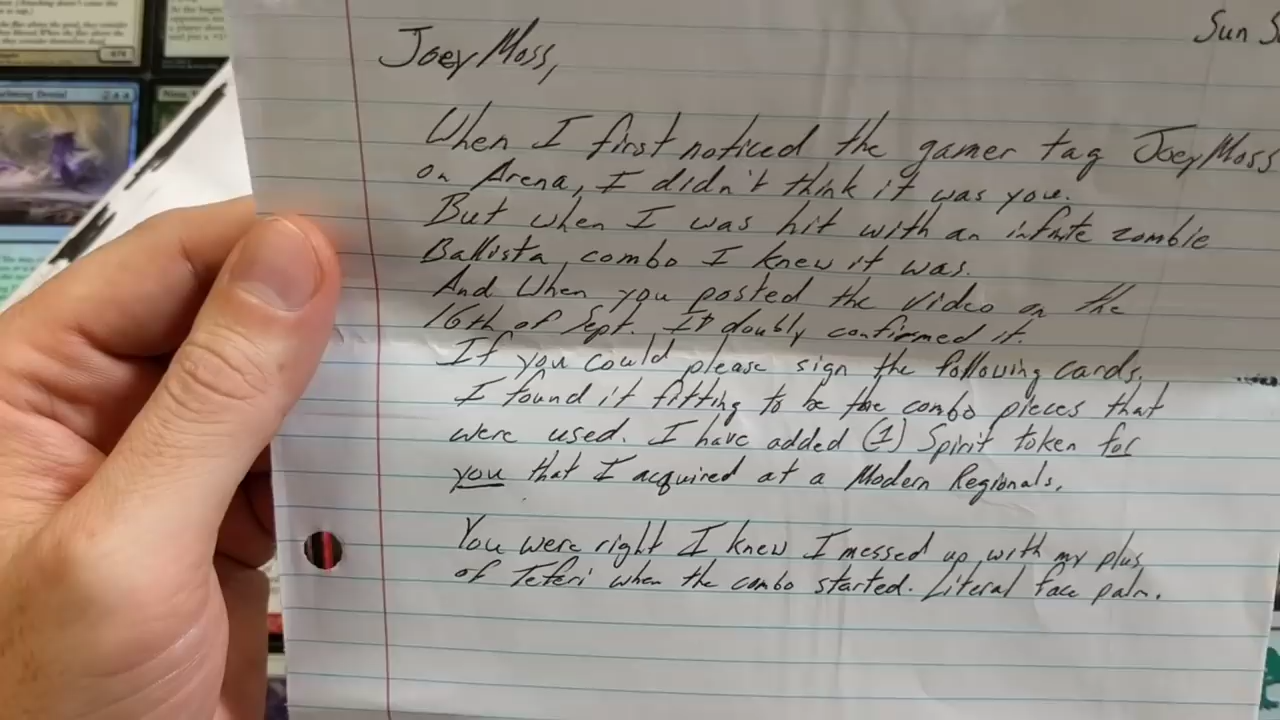 Sun S
Joey Moss,
When I first noticed the gamer tag Joey Moss
on Arena, I didn't think it was you.
But when I was hit with an infinite zombie
Ballista combo I knew it was.
And When you posted the video on the
16th of Sept. It doubly confirmed it.
If you could please sign the following cards.
I found it fitting to be the combo pieces that
were used. I have added (1) Spirit token for
you that I acquired at a Modern Regionals.
You were right I knew I messed up with my plus
of Teferi when the combo started. Literal face palm.
Denial